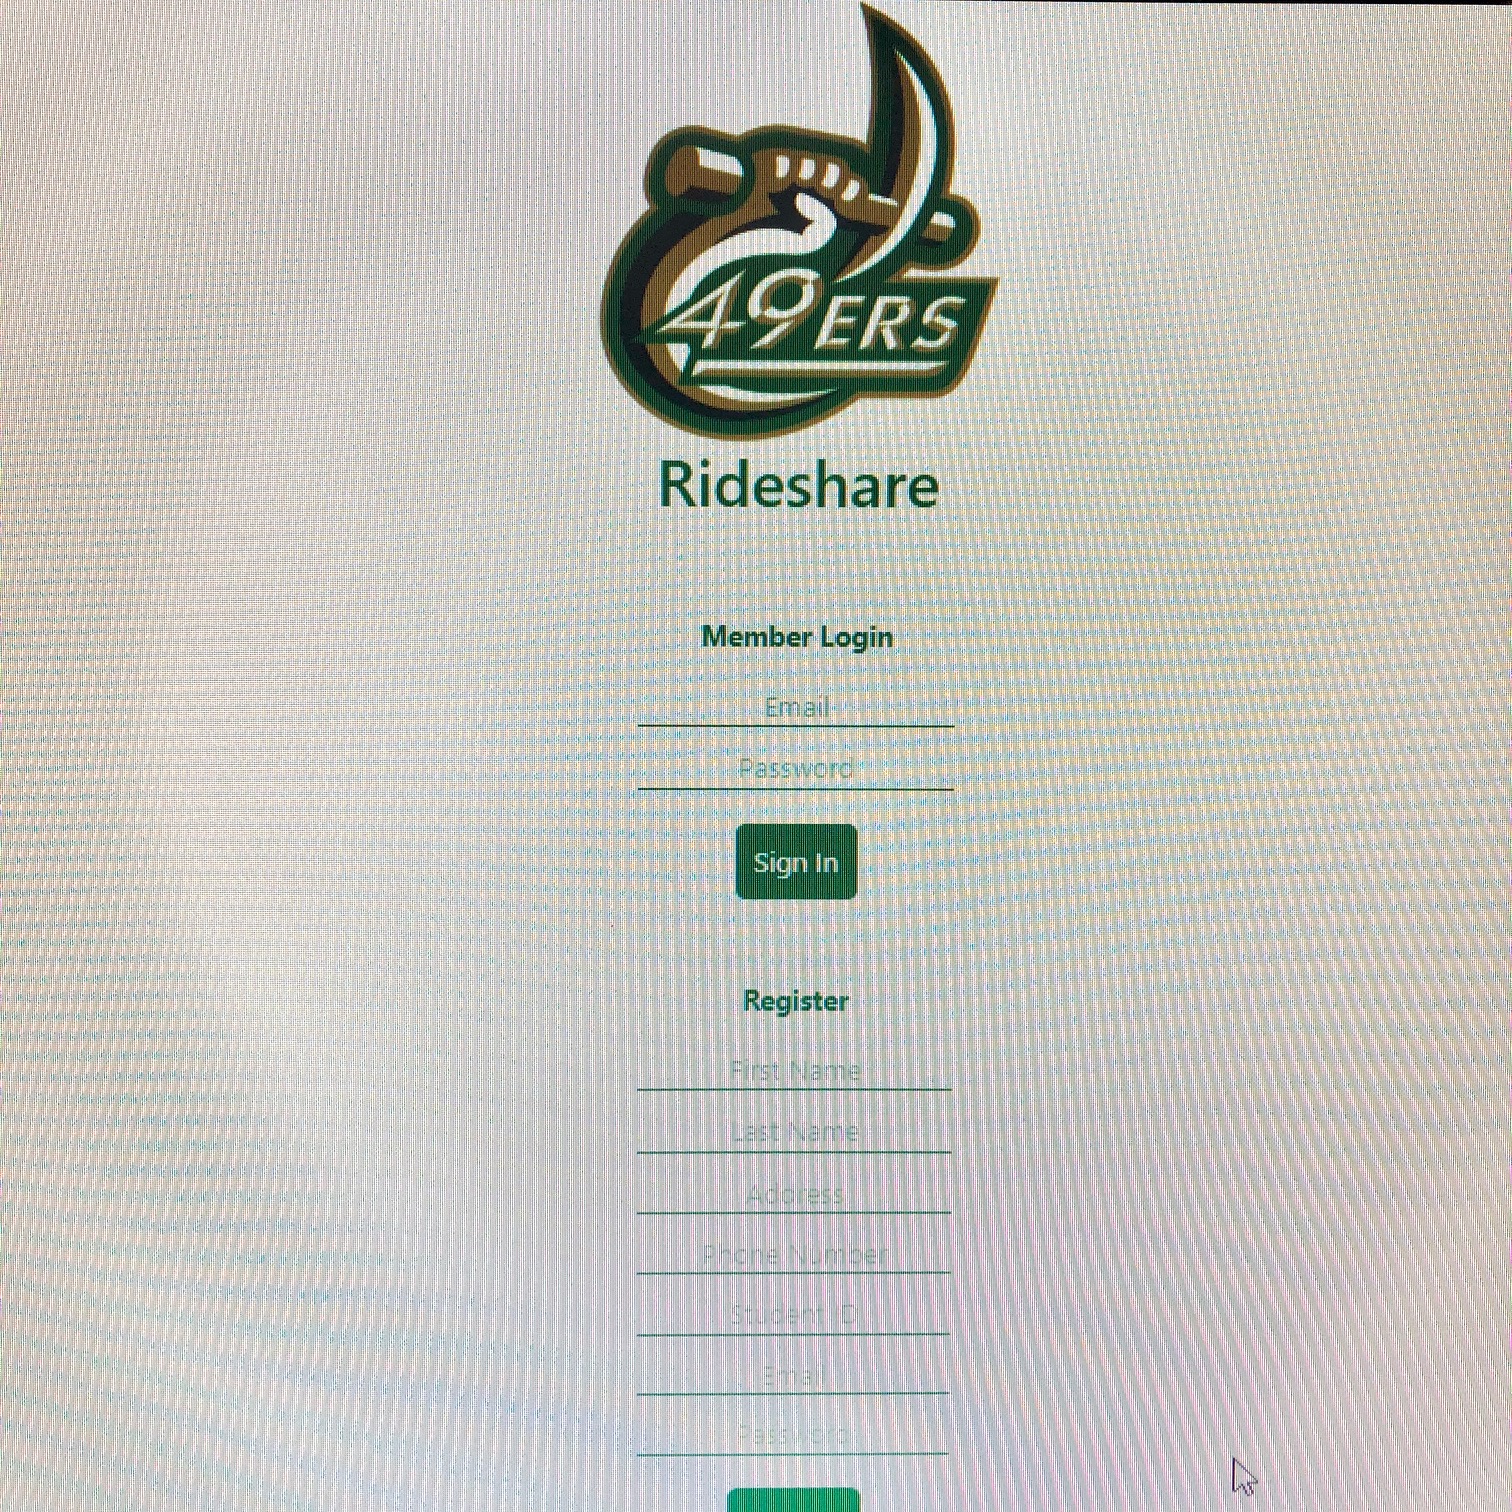 49ERS
Rideshare
Member Login
Email
Password
Sign In
Register
First Name
Last Name
Address
Phone Number
Student ID
Email
Password